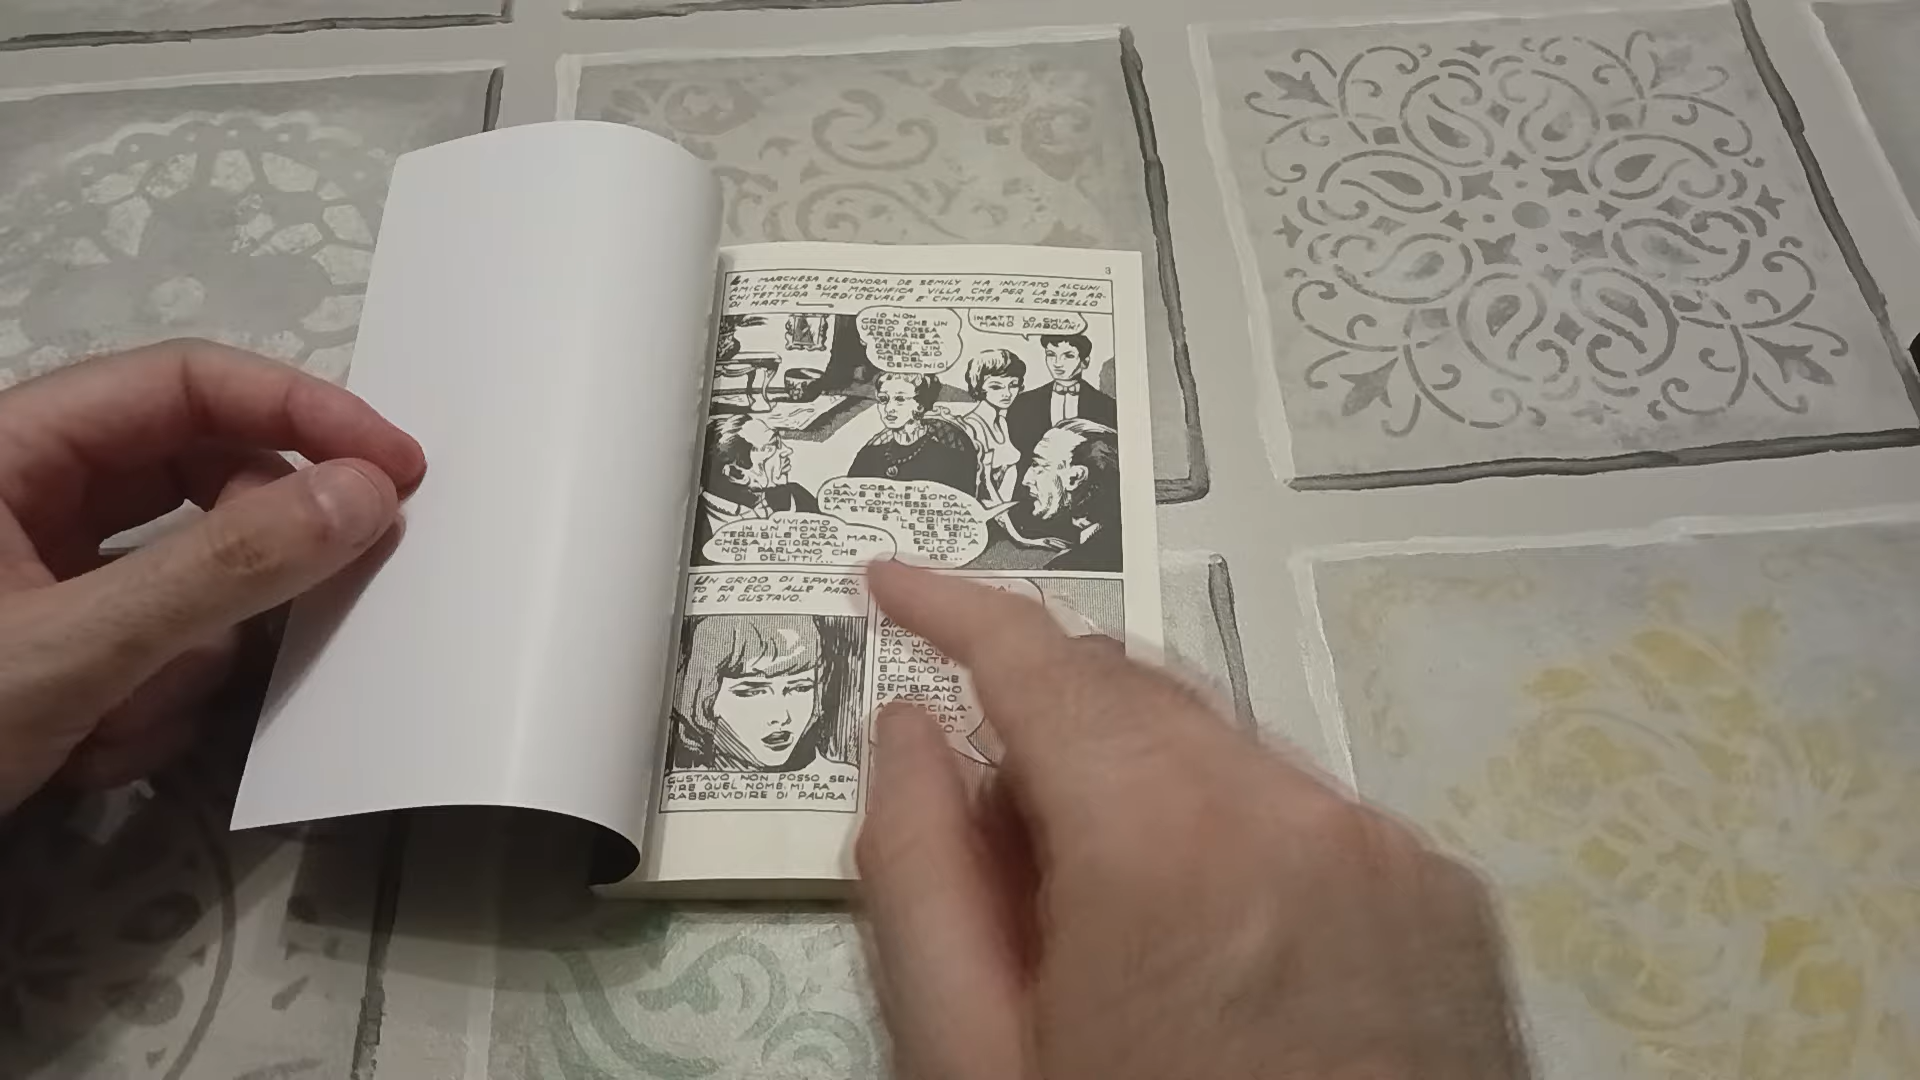 3
LA MARCHESA ELEONORA DE SEMILY HA INVITATO ALCUNI
AMICI NELLA SUA MAGNIFICA VILLA CHE PER LA SUA AR-
CHITETTURA MEDIOEVALE E' CHIAMATA IL CASTELLO
DI HART
IO NON
CREDO CHE UN
UOMO POSSA
ARRIVARE A
TANTO... SA-
REBBE UN'IN
CARNAZIO
NE DEL
DEMONIO!
INFATTI LO CHIA-
MANO DIABOLIK!
VIVIAMO
IN UN MONDO
TERRIBILE CARA MAR-
CHESA, I GIORNALI
NON PARLANO CHE
DI DELITTI!...
LA COSA PIU'
GRAVE E' CHE SONO
STATI COMMESSI DAL-
LA STESSA PERSONA
E IL CRIMINA-
LE E' SEM-
PRE RIU-
SCITO A
FUGGI-
RE...
UN GRIDO DI SPAVEN-
TO FA ECO ALLE PARO-
LE DI GUSTAVO.
GUSTAVO, NON POSSO SEN-
TIRE QUEL NOME, MI FA
RABBRIVIDIRE DI PAURA!
SIA UN
GALANTE,
E I SUOI
OCCHI CHE
SEMBRANO
D'ACCIAIO